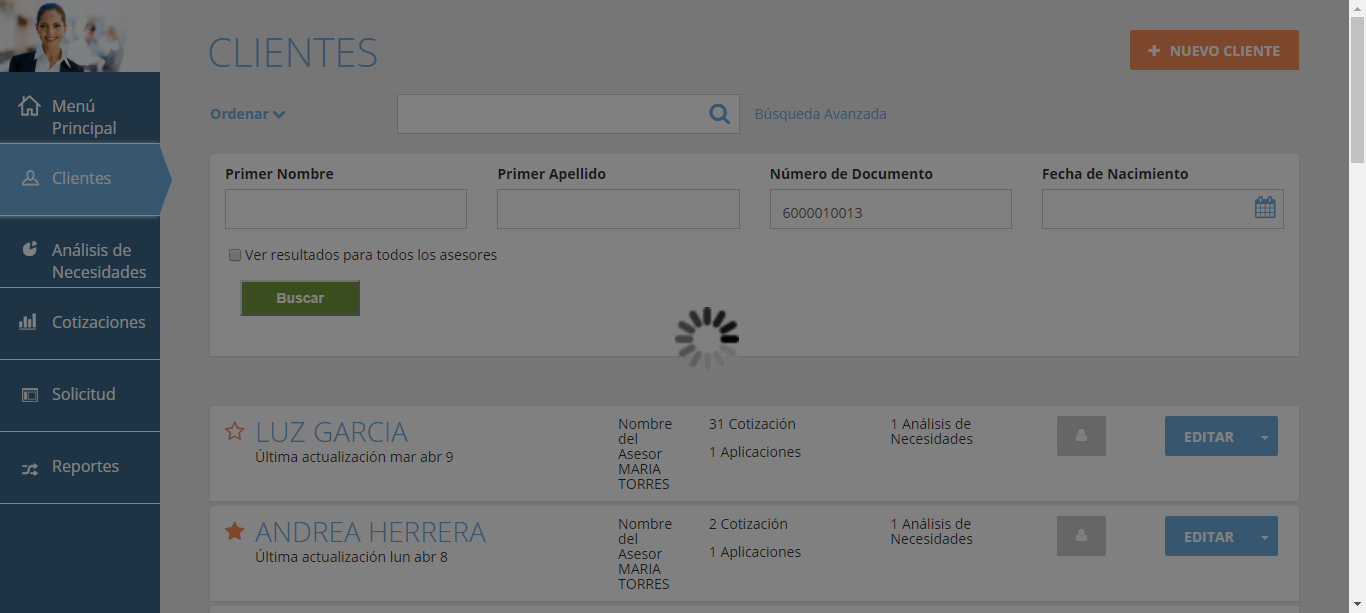 CLIENTES
+ NUEVO CLIENTE
Menú
Principal
Clientes
Análisis de
Necesidades
Cotizaciones
Solicitud
Reportes
Ordenar
Búsqueda Avanzada
Primer Nombre
Primer Apellido
Número de Documento
Fecha de Nacimiento
6000010013
Ver resultados para todos los asesores
Buscar
LUZ GARCIA
Última actualización mar abr 9
Nombre
del
Asesor
MARIA
TORRES
31 Cotización
1 Aplicaciones
1 Análisis de
Necesidades
EDITAR
ANDREA HERRERA
Última actualización lun abr 8
Nombre
del
Asesor
MARIA
TORRES
2 Cotización
1 Aplicaciones
1 Análisis de
Necesidades
EDITAR